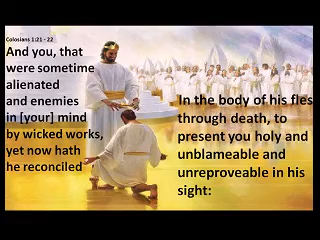 Colossians 1:21 - 22
And you, that
were sometime
alienated
and enemies
in [your] mind
by wicked works,
yet now hath
he reconciled
In the body of his fles
through death, to
present you holy and
unblameable and
unreproveable in his
sight: